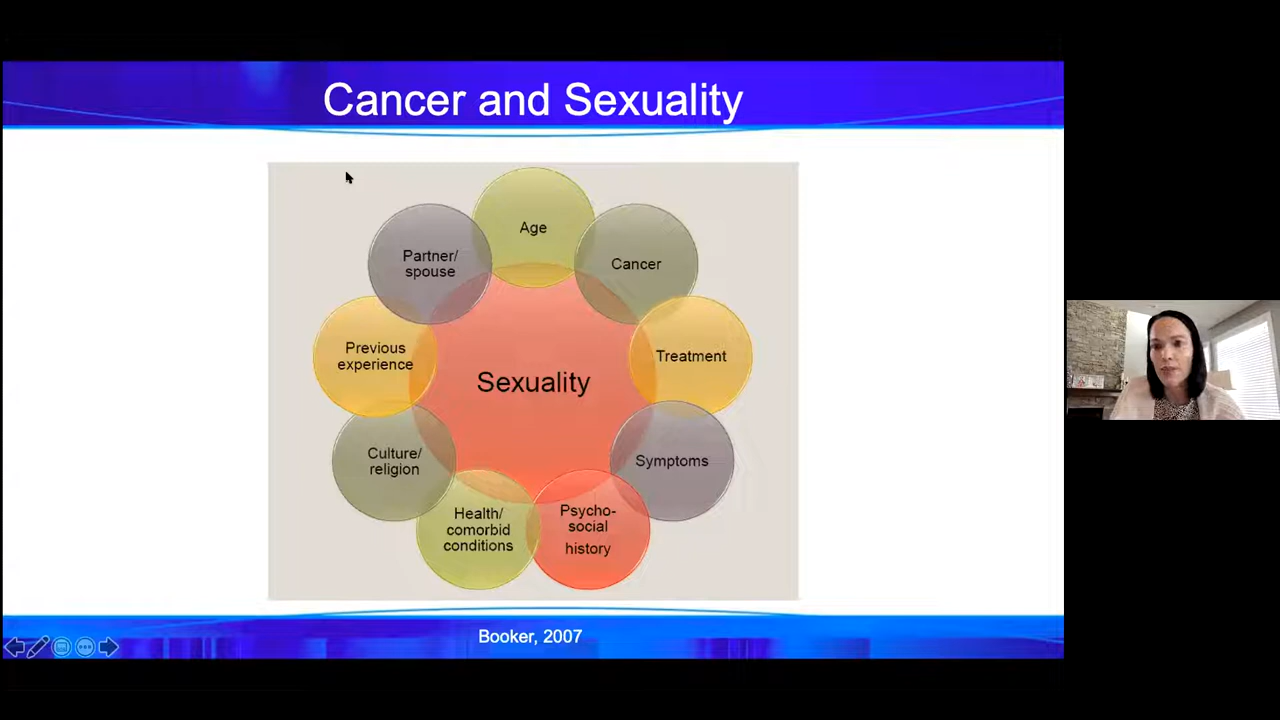 Cancer and Sexuality
Age
Partner/
spouse
Cancer
Previous
experience
Treatment
Sexuality
Culture/
religion
Symptoms
Health/
comorbid
conditions
Psycho-
social
history
Booker, 2007